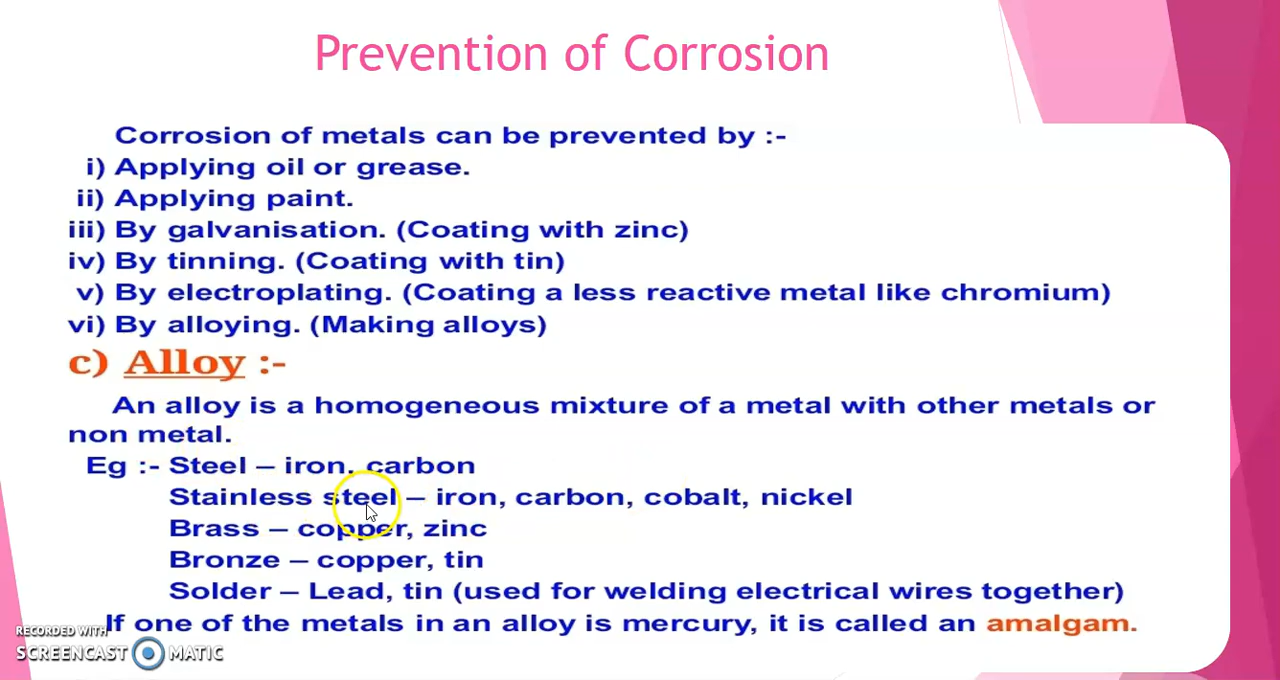 Prevention of Corrosion
Corrosion of metals can be prevented by :-
i) Applying oil or grease.
ii) Applying paint.
iii) By galvanisation. (Coating with zinc)
iv) By tinning. (Coating with tin)
v) By electroplating. (Coating a less reactive metal like chromium)
vi) By alloying. (Making alloys)
c) Alloy :-
An alloy is a homogeneous mixture of a metal with other metals or
non metal.
Eg :- Steel – iron, carbon
Stainless steel – iron, carbon, cobalt, nickel
Brass – copper, zinc
Bronze – copper, tin
Solder – Lead, tin (used for welding electrical wires together)
If one of the metals in an alloy is mercury, it is called an amalgam.
RECORDED WITH
SCREENCAST MATIC